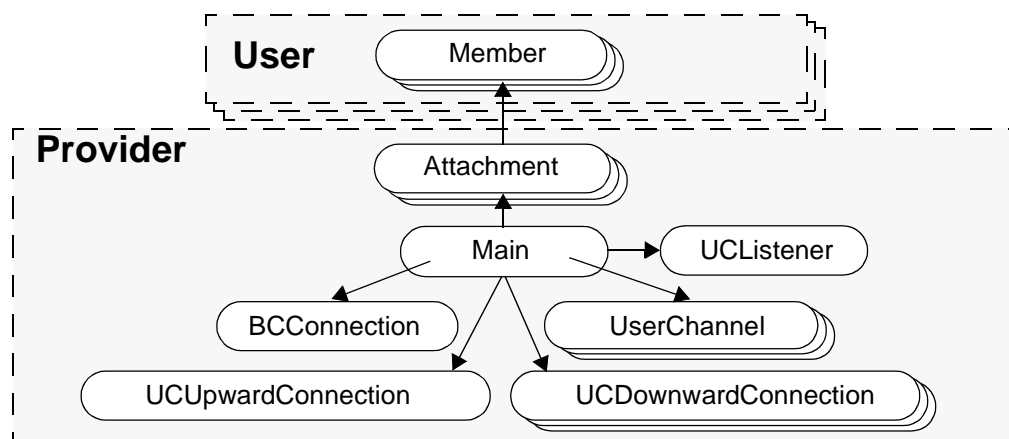 User
Member
Provider
Attachment
Main
UCListener
BCConnection
UserChannel
UCUpwardConnection
UCDownwardConnection